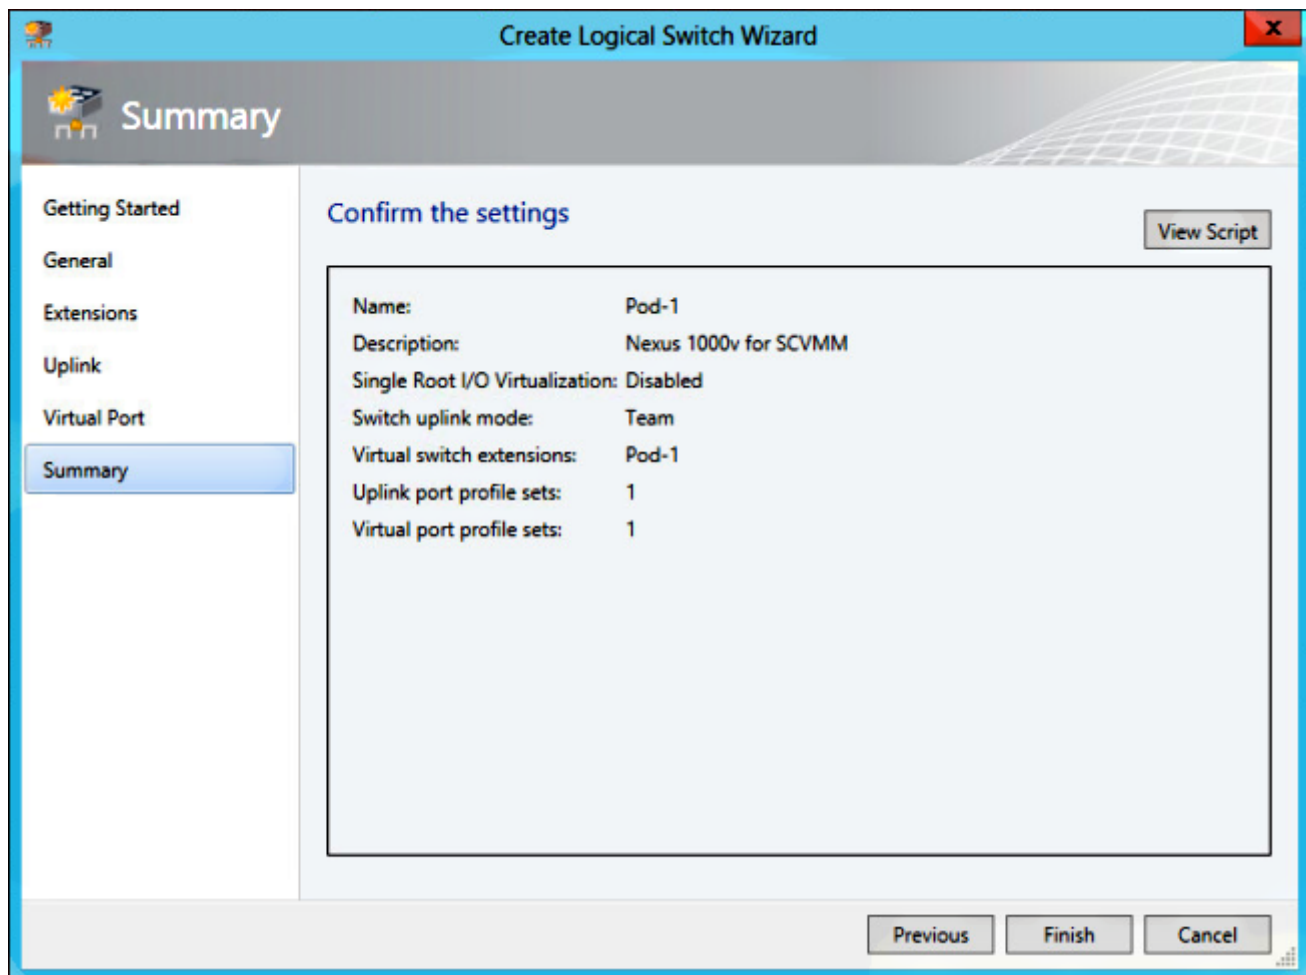 Create Logical Switch Wizard
x
Summary
Getting Started
General
Extensions
Uplink
Virtual Port
Summary
Confirm the settings
View Script
Name: Pod-1
Description: Nexus 1000v for SCVMM
Single Root I/O Virtualization: Disabled
Switch uplink mode: Team
Virtual switch extensions: Pod-1
Uplink port profile sets: 1
Virtual port profile sets: 1
Previous Finish Cancel